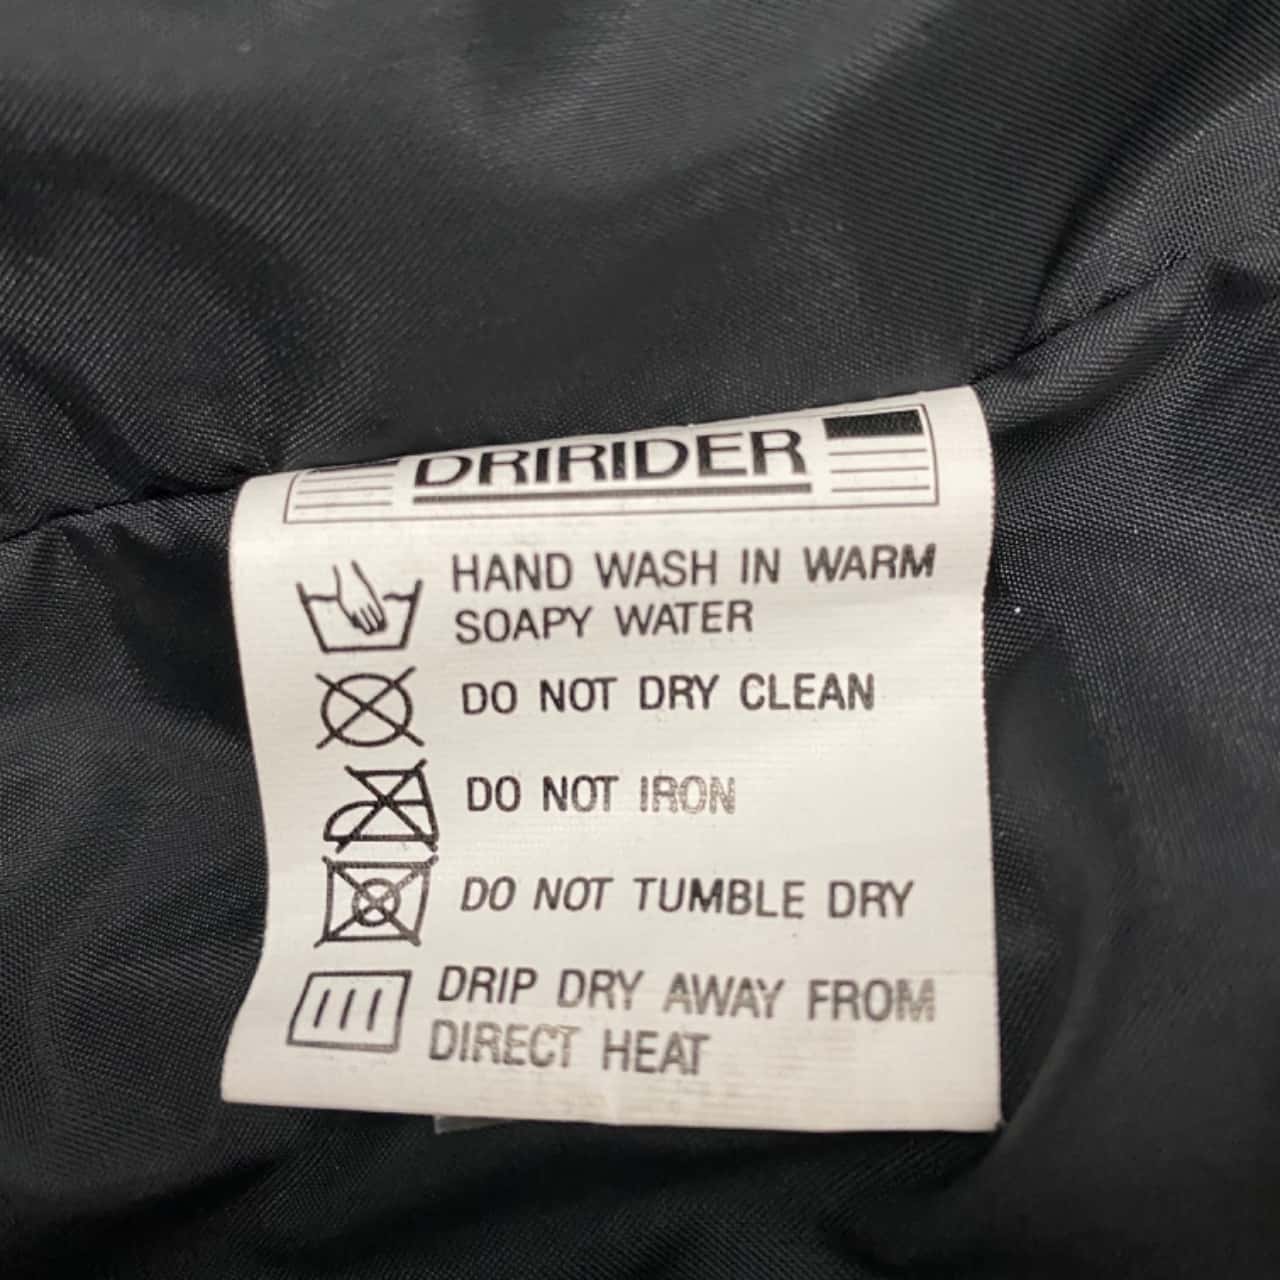 DRIRIDER
HAND WASH IN WARM
SOAPY WATER
DO NOT DRY CLEAN
DO NOT IRON
DO NOT TUMBLE DRY
DRIP DRY AWAY FROM
DIRECT HEAT